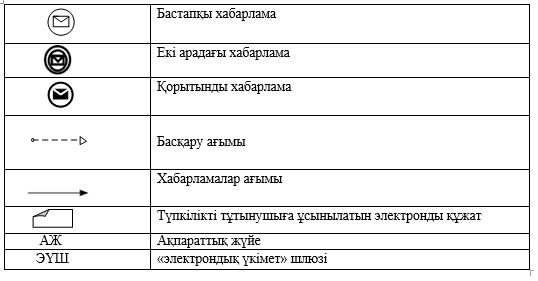 Бастапқы хабарлама
Екі арадағы хабарлама
Қорытынды хабарлама
Басқару ағымы
Хабарламалар ағымы
Түпкілікті тұтынушыға ұсынылатын электронды құжат
АЖ Ақпараттық жүйе
ЭҮШ «электрондық үкімет» шлюзі